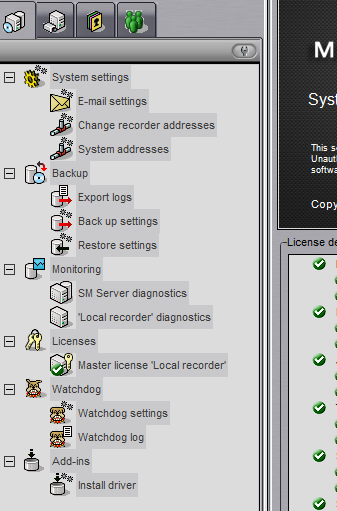 M
System settings
E-mail settings
Syst
Change recorder addresses
System addresses
This so
Unauth
softwa
Backup
Export logs
Copy
Back up settings
Restore settings
License de
Monitoring
SM Server diagnostics
'Local recorder' diagnostics
Licenses
Master license 'Local recorder'
Watchdog
Watchdog settings
Watchdog log
Add-ins
Install driver